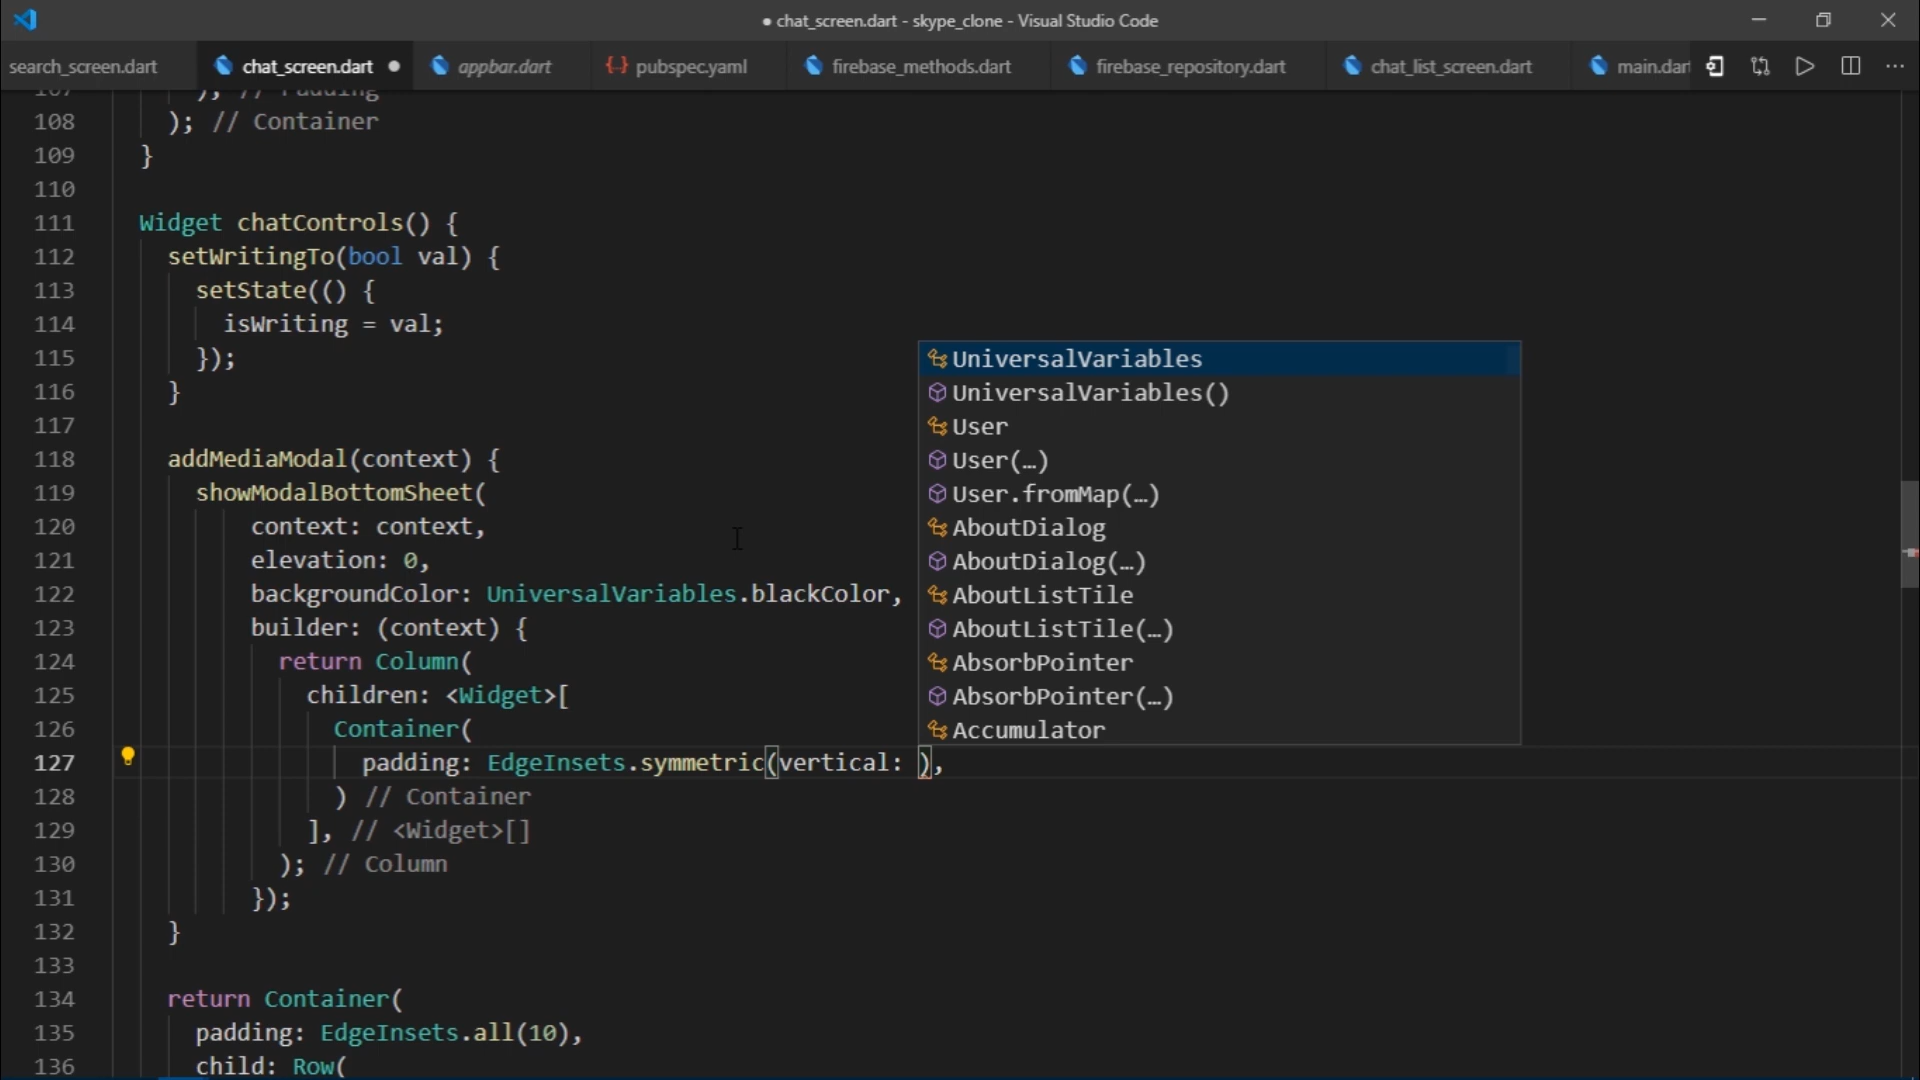 ● chat_screen.dart - skype_clone - Visual Studio Code
search_screen.dart
chat_screen.dart ●
appbar.dart
{} pubspec.yaml
firebase_methods.dart
firebase_repository.dart
chat_list_screen.dart
main.dart
107 ), // Padding
108 ); // Container
109 }
110
111 Widget chatControls() {
112 setWritingTo(bool val) {
113 setState(() {
114 isWriting = val;
115 });
116 }
117
118 addMediaModal(context) {
119 showModalBottomSheet(
120 context: context,
121 elevation: 0,
122 backgroundColor: UniversalVariables.blackColor,
123 builder: (context) {
124 return Column(
125 children: <Widget>[
126 Container(
127 padding: EdgeInsets.symmetric(vertical: ),
128 ) // Container
129 ], // <Widget>[]
130 ); // Column
131 });
132 }
133
134 return Container(
135 padding: EdgeInsets.all(10),
136 child: Row(
UniversalVariables
UniversalVariables()
User
User(…)
User.fromMap(…)
AboutDialog
AboutDialog(…)
AboutListTile
AboutListTile(…)
AbsorbPointer
AbsorbPointer(…)
Accumulator